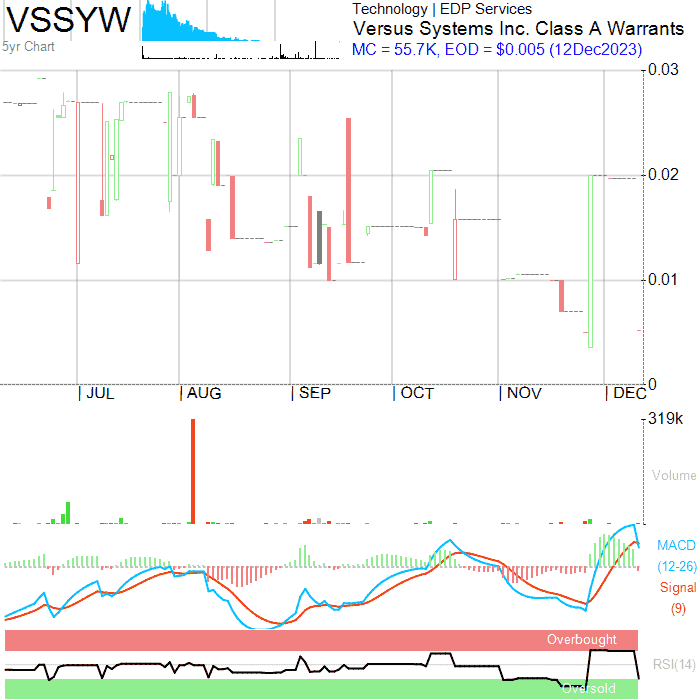 VSSYW
5yr Chart
Technology | EDP Services
Versus Systems Inc. Class A Warrants
MC = 55.7K, EOD = $0.005 (12Dec2023)
0.03
0.02
0.01
0
| JUL | AUG | SEP | OCT | NOV | DEC
319k
Volume
MACD
(12-26)
Signal
(9)
Overbought
RSI(14)
Oversold